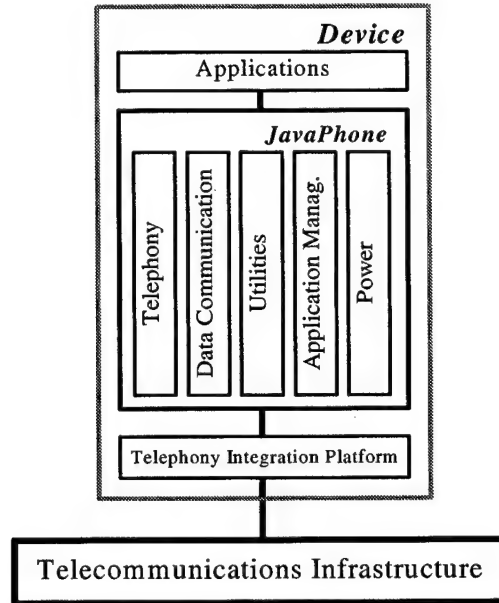 Device
Applications
JavaPhone
Telephony
Data Communication
Utilities
Application Manag.
Power
Telephony Integration Platform
Telecommunications Infrastructure